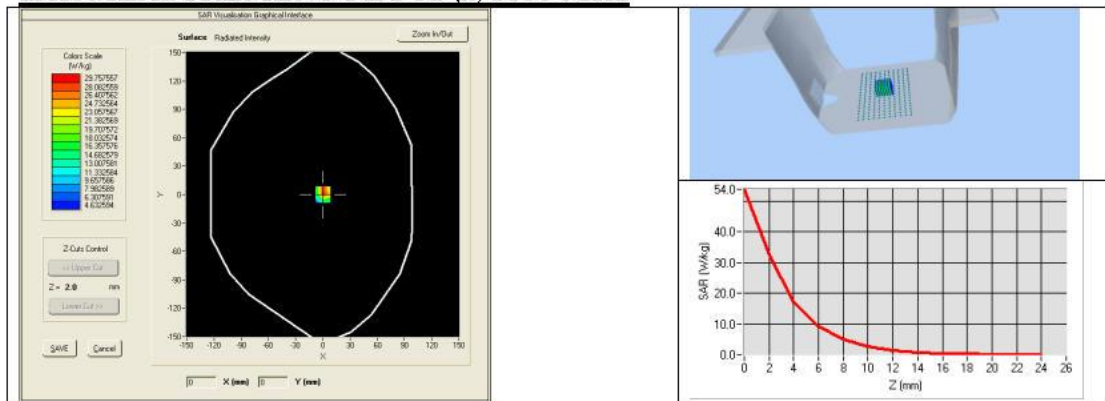 SAR Visualisation Graphical Interface
Surface Radiated Intensity
Zoom In/Out
Colors Scale
(W/kg)
29.757557
28.082559
26.407562
24.732564
23.057567
21.382569
19.707572
18.032574
16.357576
14.682579
13.007581
11.332584
9.657586
7.982589
6.307591
4.632594
150
120
90
60
30
0
-30
-60
-90
-120
-150
Y
-150 -120 -90 -60 -30 0 30 60 90 120 150
X
Z-Cuts Control
<< Upper Cut
Z = 2.0 mm
Lower Cut >>
SAVE Cancel
0 X (mm) 0 Y (mm)
54.0
40.0
30.0
20.0
10.0
0.0
SAR (W/kg)
0 2 4 6 8 10 12 14 16 18 20 22 24 26
Z (mm)